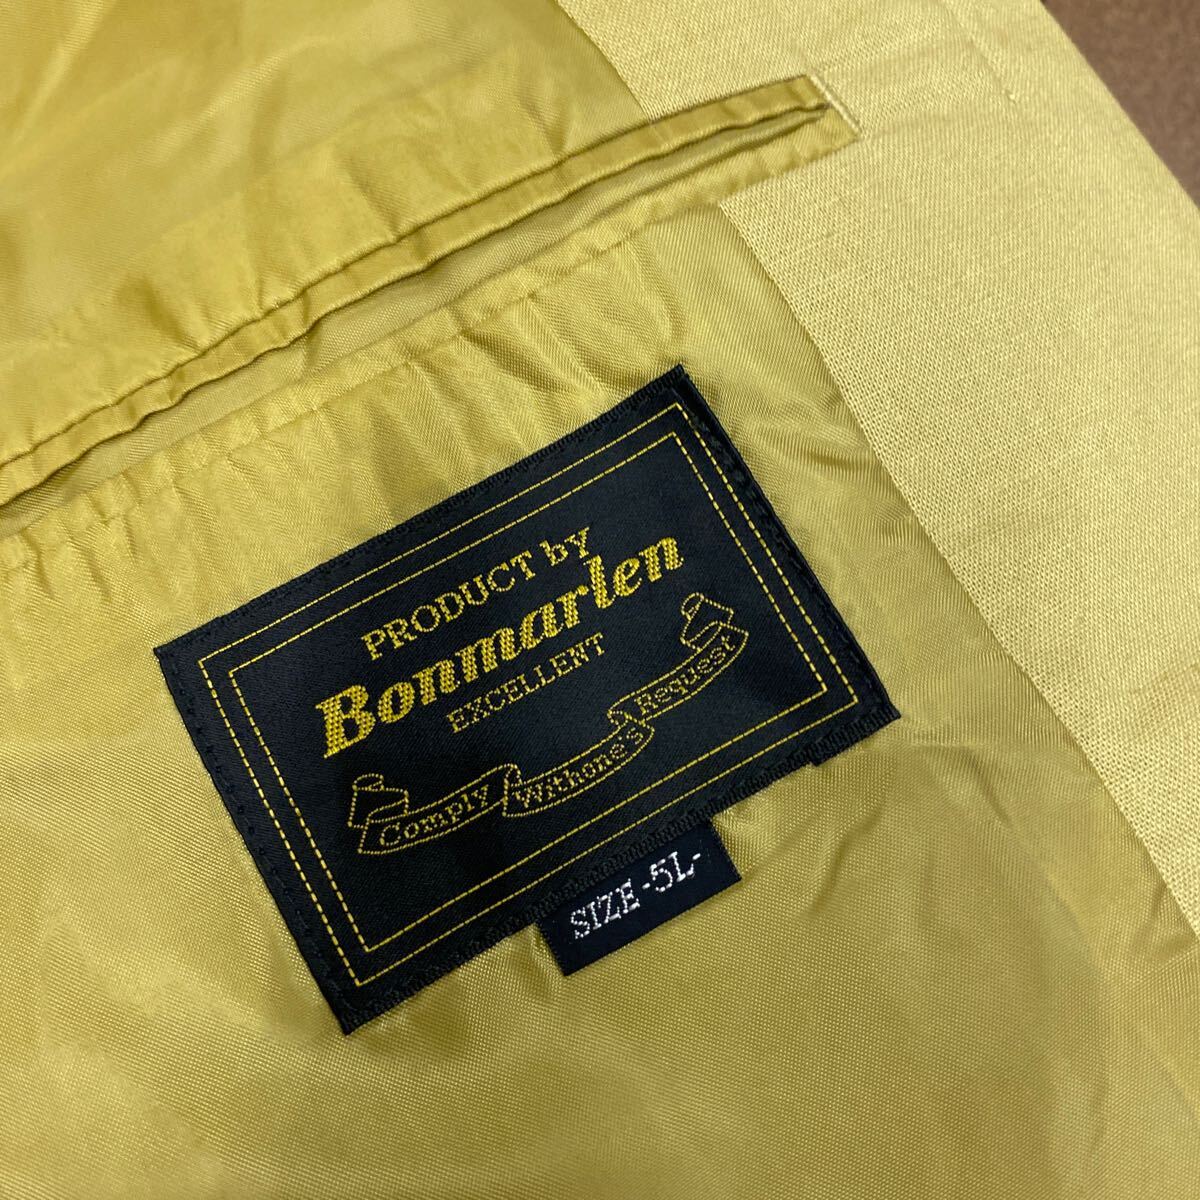 PRODUCT by
Bonmarlen
EXCELLENT
Comply Withone's Request
SIZE -5L-